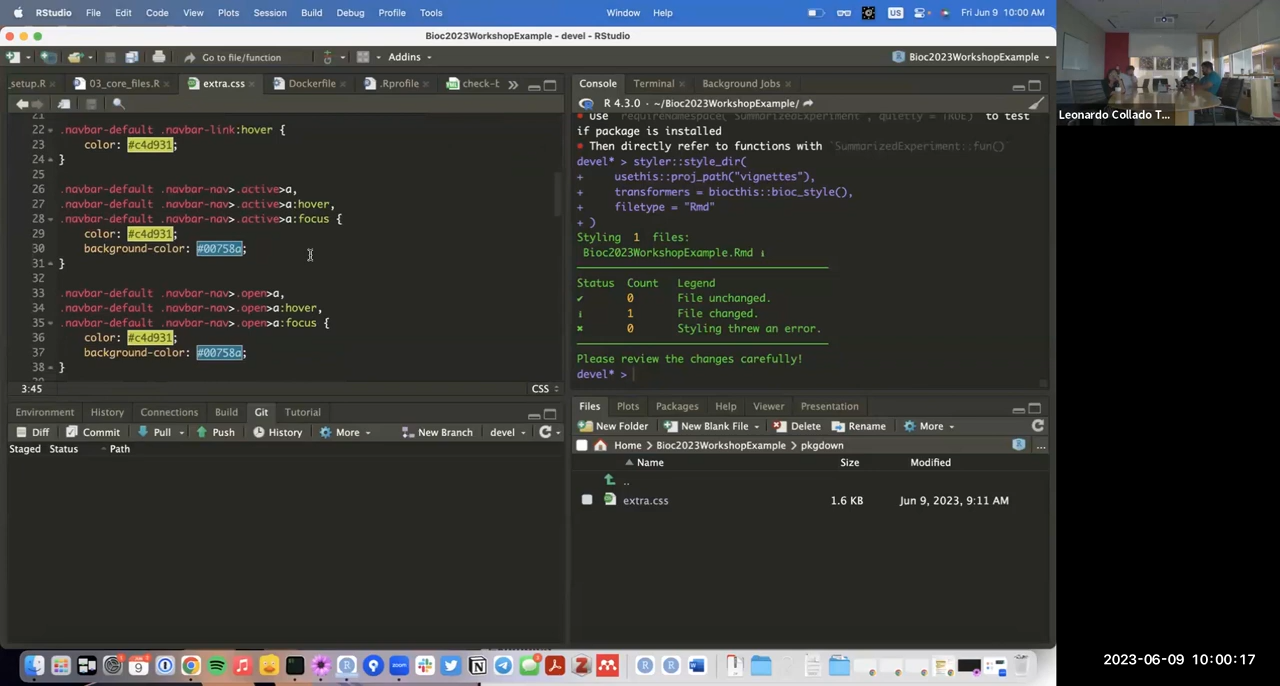 RStudio File Edit Code View Plots Session Build Debug Profile Tools Window Help US Fri Jun 9 10:00 AM
Bioc2023WorkshopExample - devel - RStudio
Go to file/function Addins Bioc2023WorkshopExample
_setup.R 03_core_files.R extra.css Dockerfile .Rprofile check-b
21
22 .navbar-default .navbar-link:hover {
23 color: #c4d931;
24 }
25
26 .navbar-default .navbar-nav>.active>a,
27 .navbar-default .navbar-nav>.active>a:hover,
28 .navbar-default .navbar-nav>.active>a:focus {
29 color: #c4d931;
30 background-color: #00758a;
31 }
32
33 .navbar-default .navbar-nav>.open>a,
34 .navbar-default .navbar-nav>.open>a:hover,
35 .navbar-default .navbar-nav>.open>a:focus {
36 color: #c4d931;
37 background-color: #00758a;
38 }
3:45 CSS
Console Terminal Background Jobs
R 4.3.0 · ~/Bioc2023WorkshopExample/
Use `requireNamespace("SummarizedExperiment", quietly = TRUE)` to test
if package is installed
Then directly refer to functions with `SummarizedExperiment::fun()`
devel* > styler::style_dir(
+ usethis::proj_path("vignettes"),
+ transformers = biocthis::bioc_style(),
+ filetype = "Rmd"
+ )
Styling 1 files:
Bioc2023WorkshopExample.Rmd ℹ
Status Count Legend
✔ 0 File unchanged.
ℹ 1 File changed.
✖ 0 Styling threw an error.
Please review the changes carefully!
devel* >
Environment History Connections Build Git Tutorial
Diff Commit Pull Push History More New Branch devel
Staged Status Path
Files Plots Packages Help Viewer Presentation
New Folder New Blank File Delete Rename More
Home > Bioc2023WorkshopExample > pkgdown ...
Name Size Modified
..
extra.css 1.6 KB Jun 9, 2023, 9:11 AM
Leonardo Collado T...
2023-06-09 10:00:17